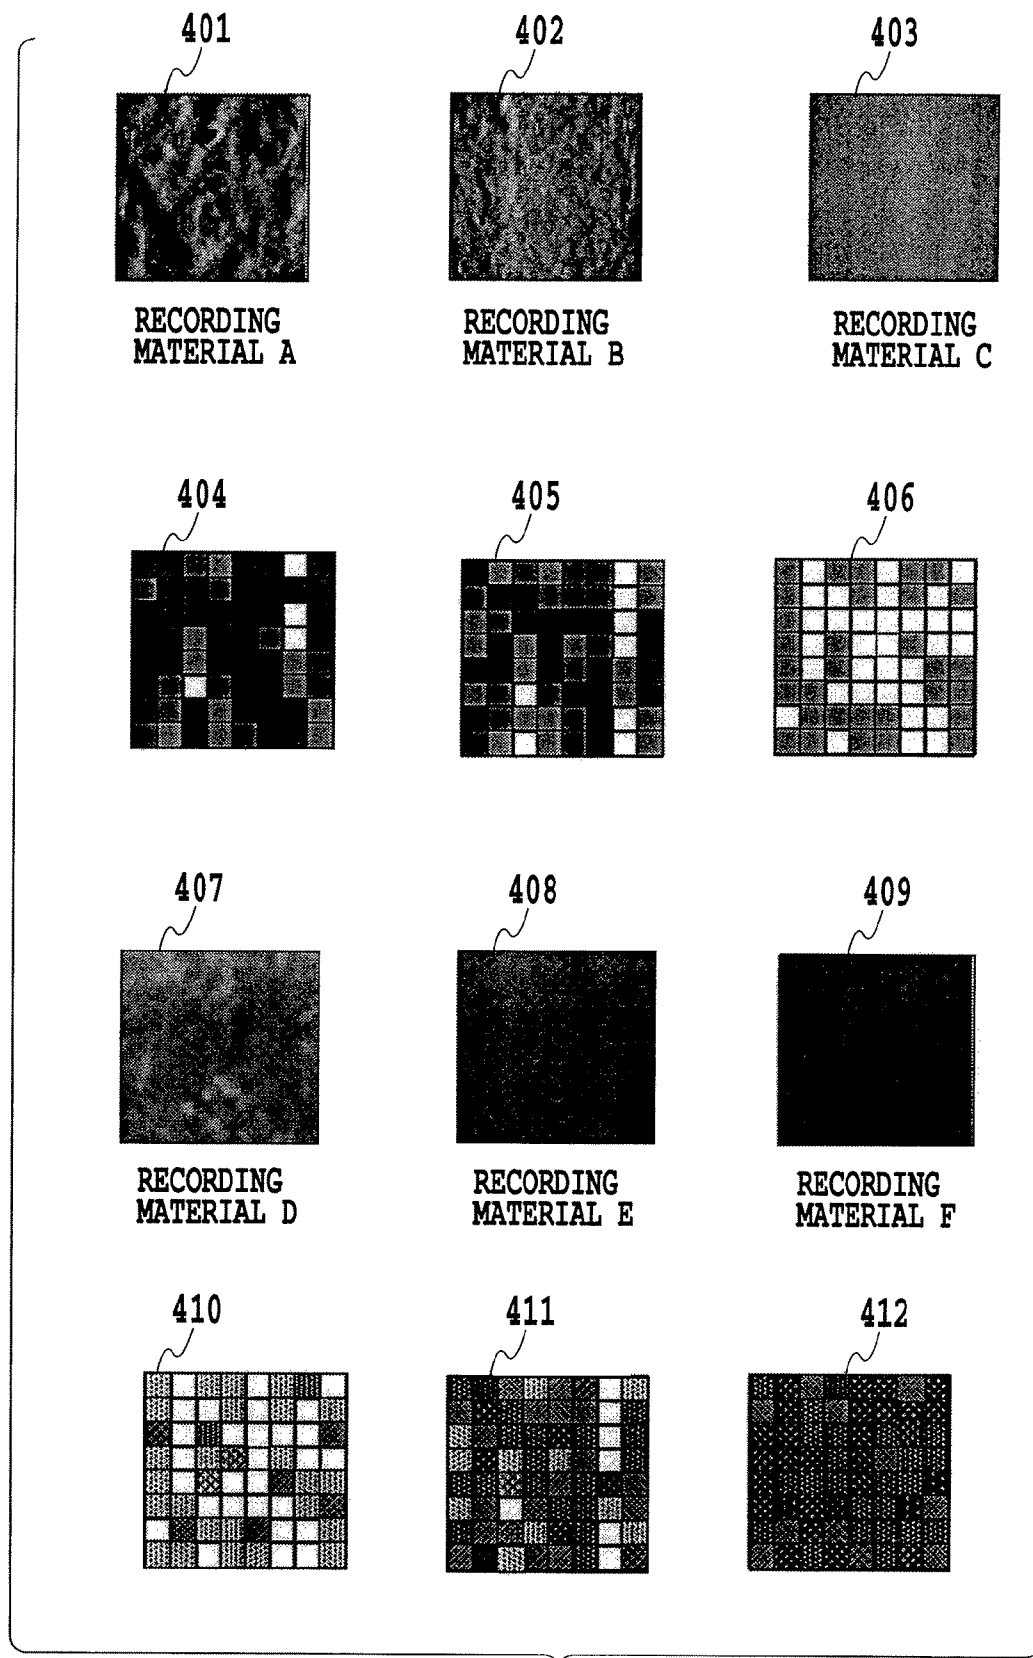 401 402 403
RECORDING MATERIAL A
RECORDING MATERIAL B
RECORDING MATERIAL C
404 405 406
407 408 409
RECORDING MATERIAL D
RECORDING MATERIAL E
RECORDING MATERIAL F
410 411 412